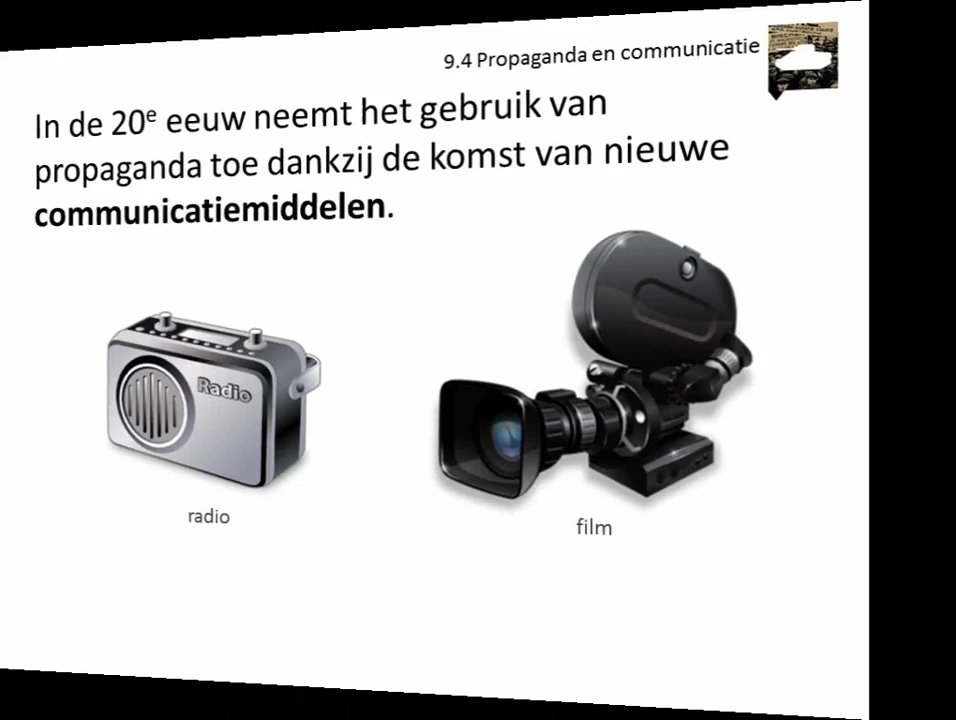 9.4 Propaganda en communicatie
In de 20e eeuw neemt het gebruik van
propaganda toe dankzij de komst van nieuwe
communicatiemiddelen.
Radio
radio
film